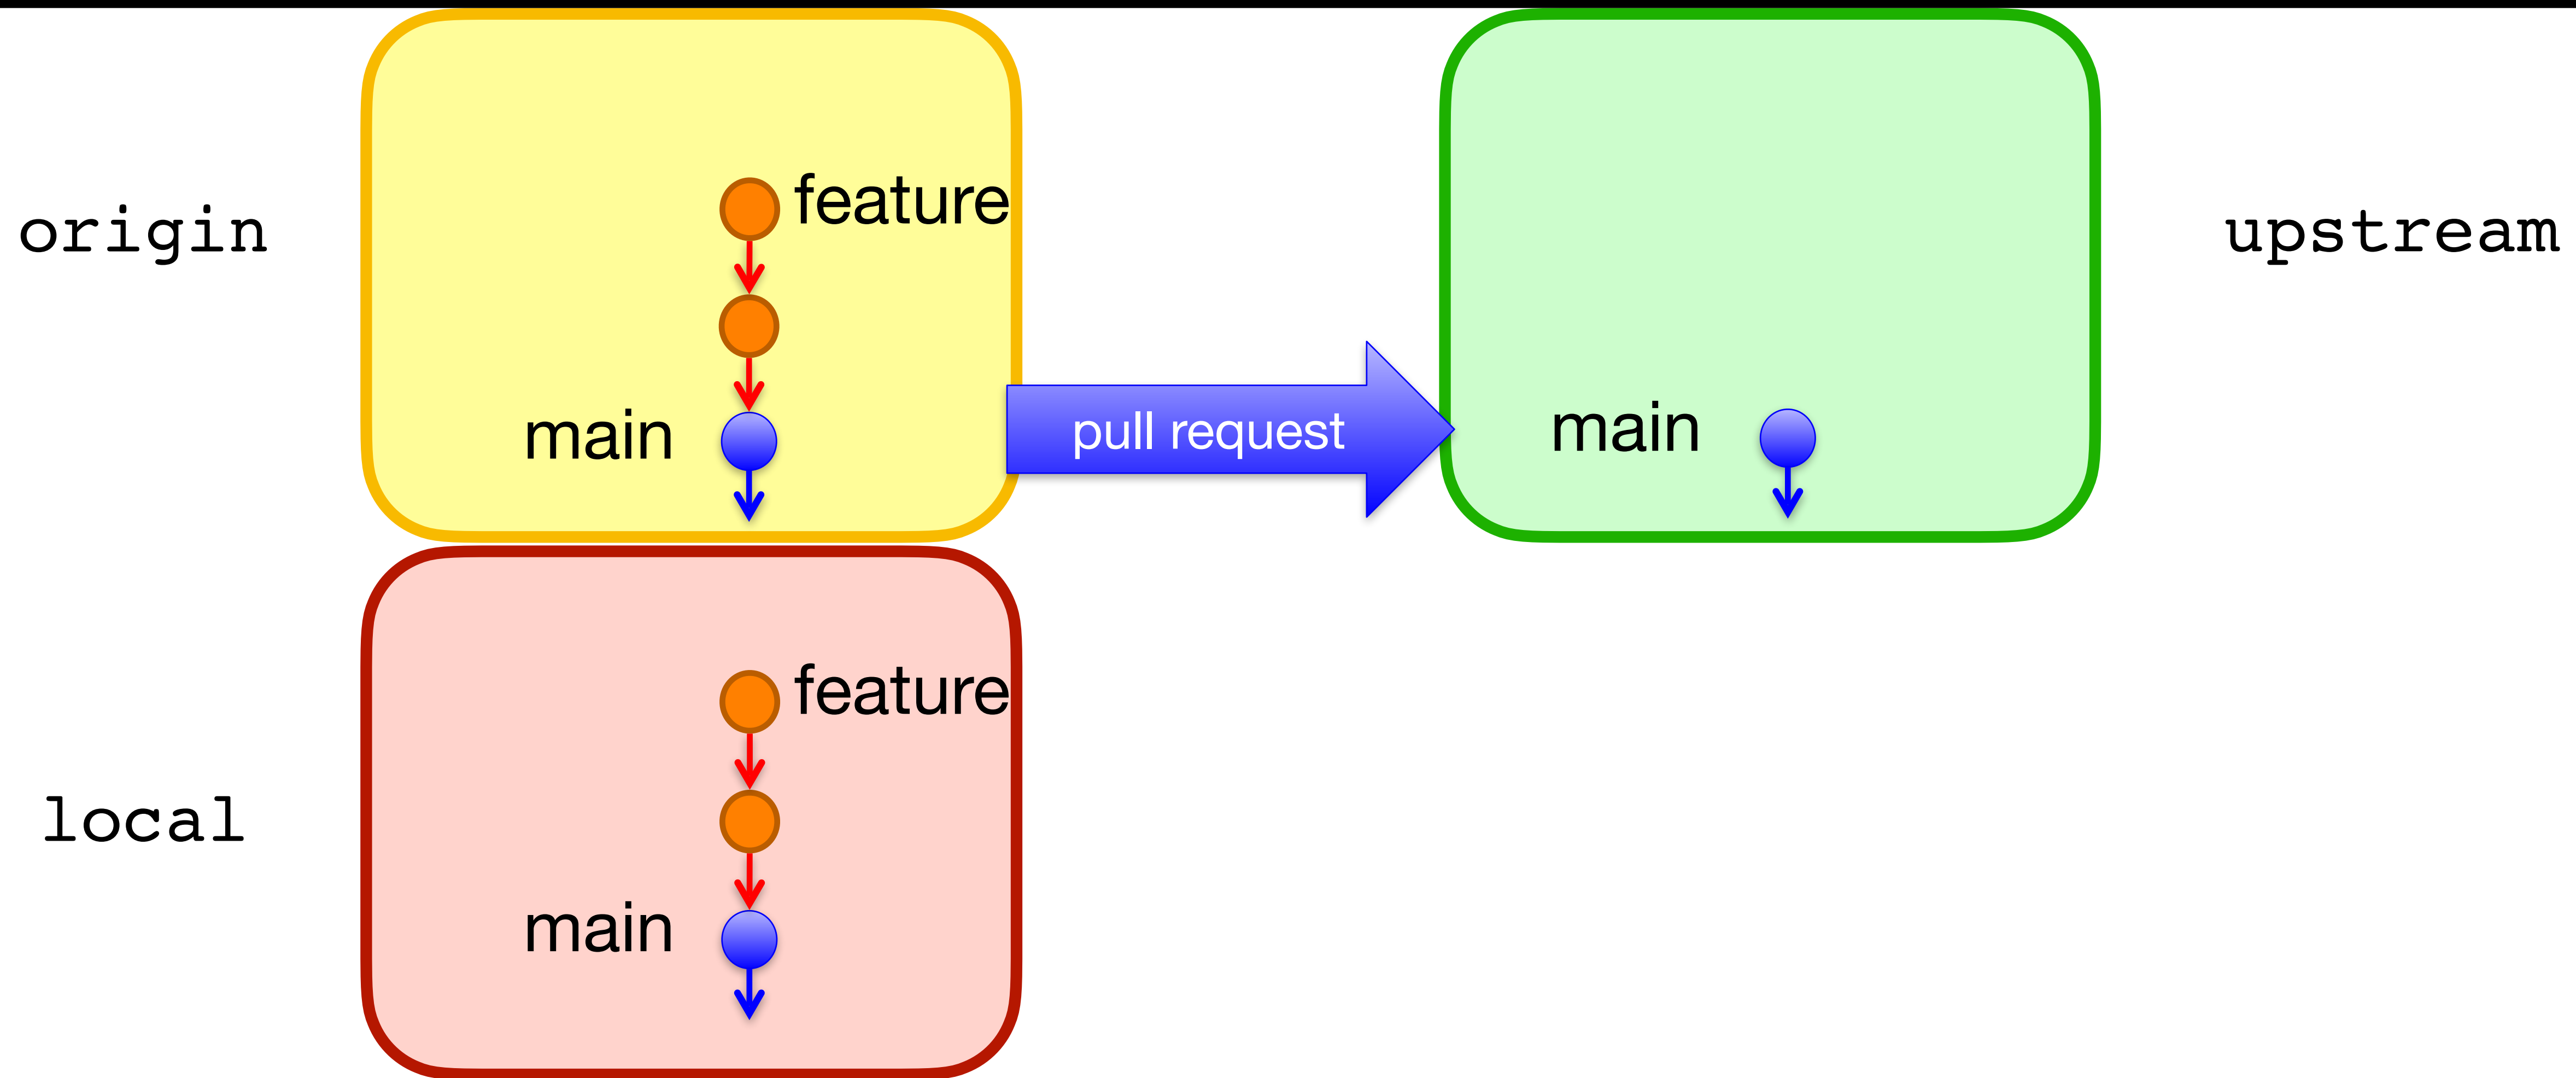 origin
feature
main
pull request
main
upstream
local
feature
main